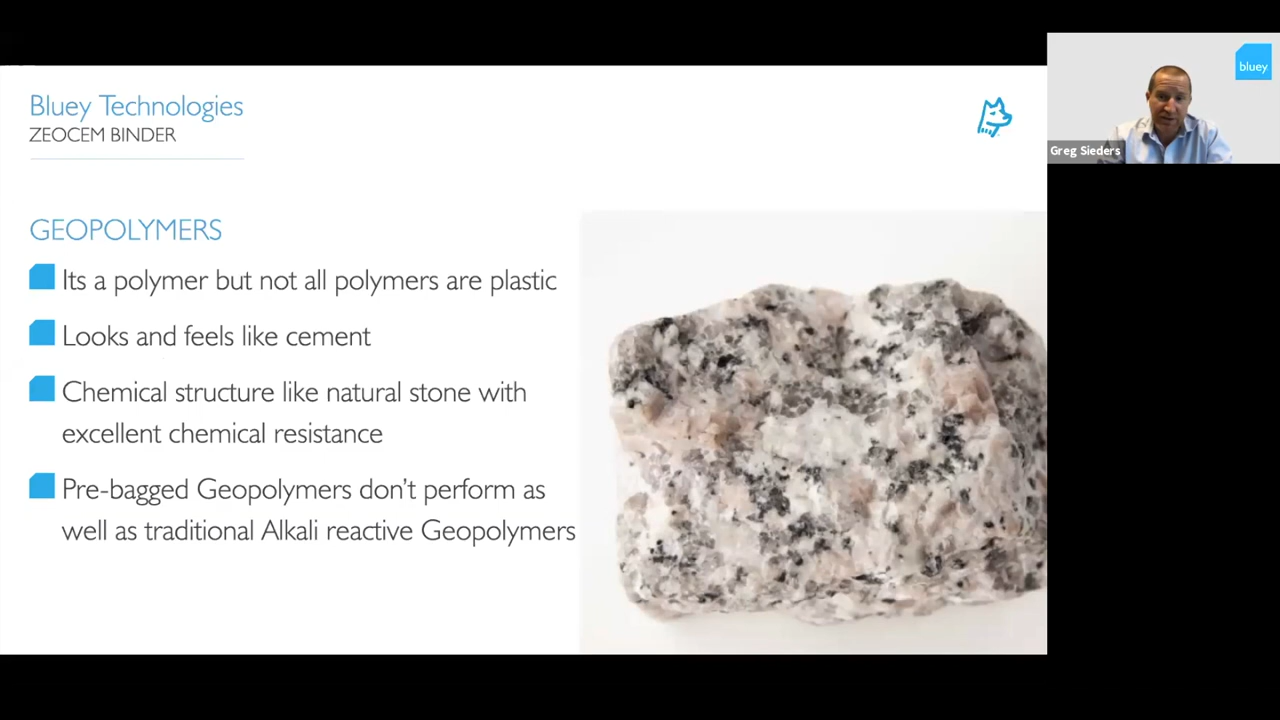 Bluey Technologies
ZEOCEM BINDER
GEOPOLYMERS
Its a polymer but not all polymers are plastic
Looks and feels like cement
Chemical structure like natural stone with
excellent chemical resistance
Pre-bagged Geopolymers don’t perform as
well as traditional Alkali reactive Geopolymers
bluey
Greg Sieders